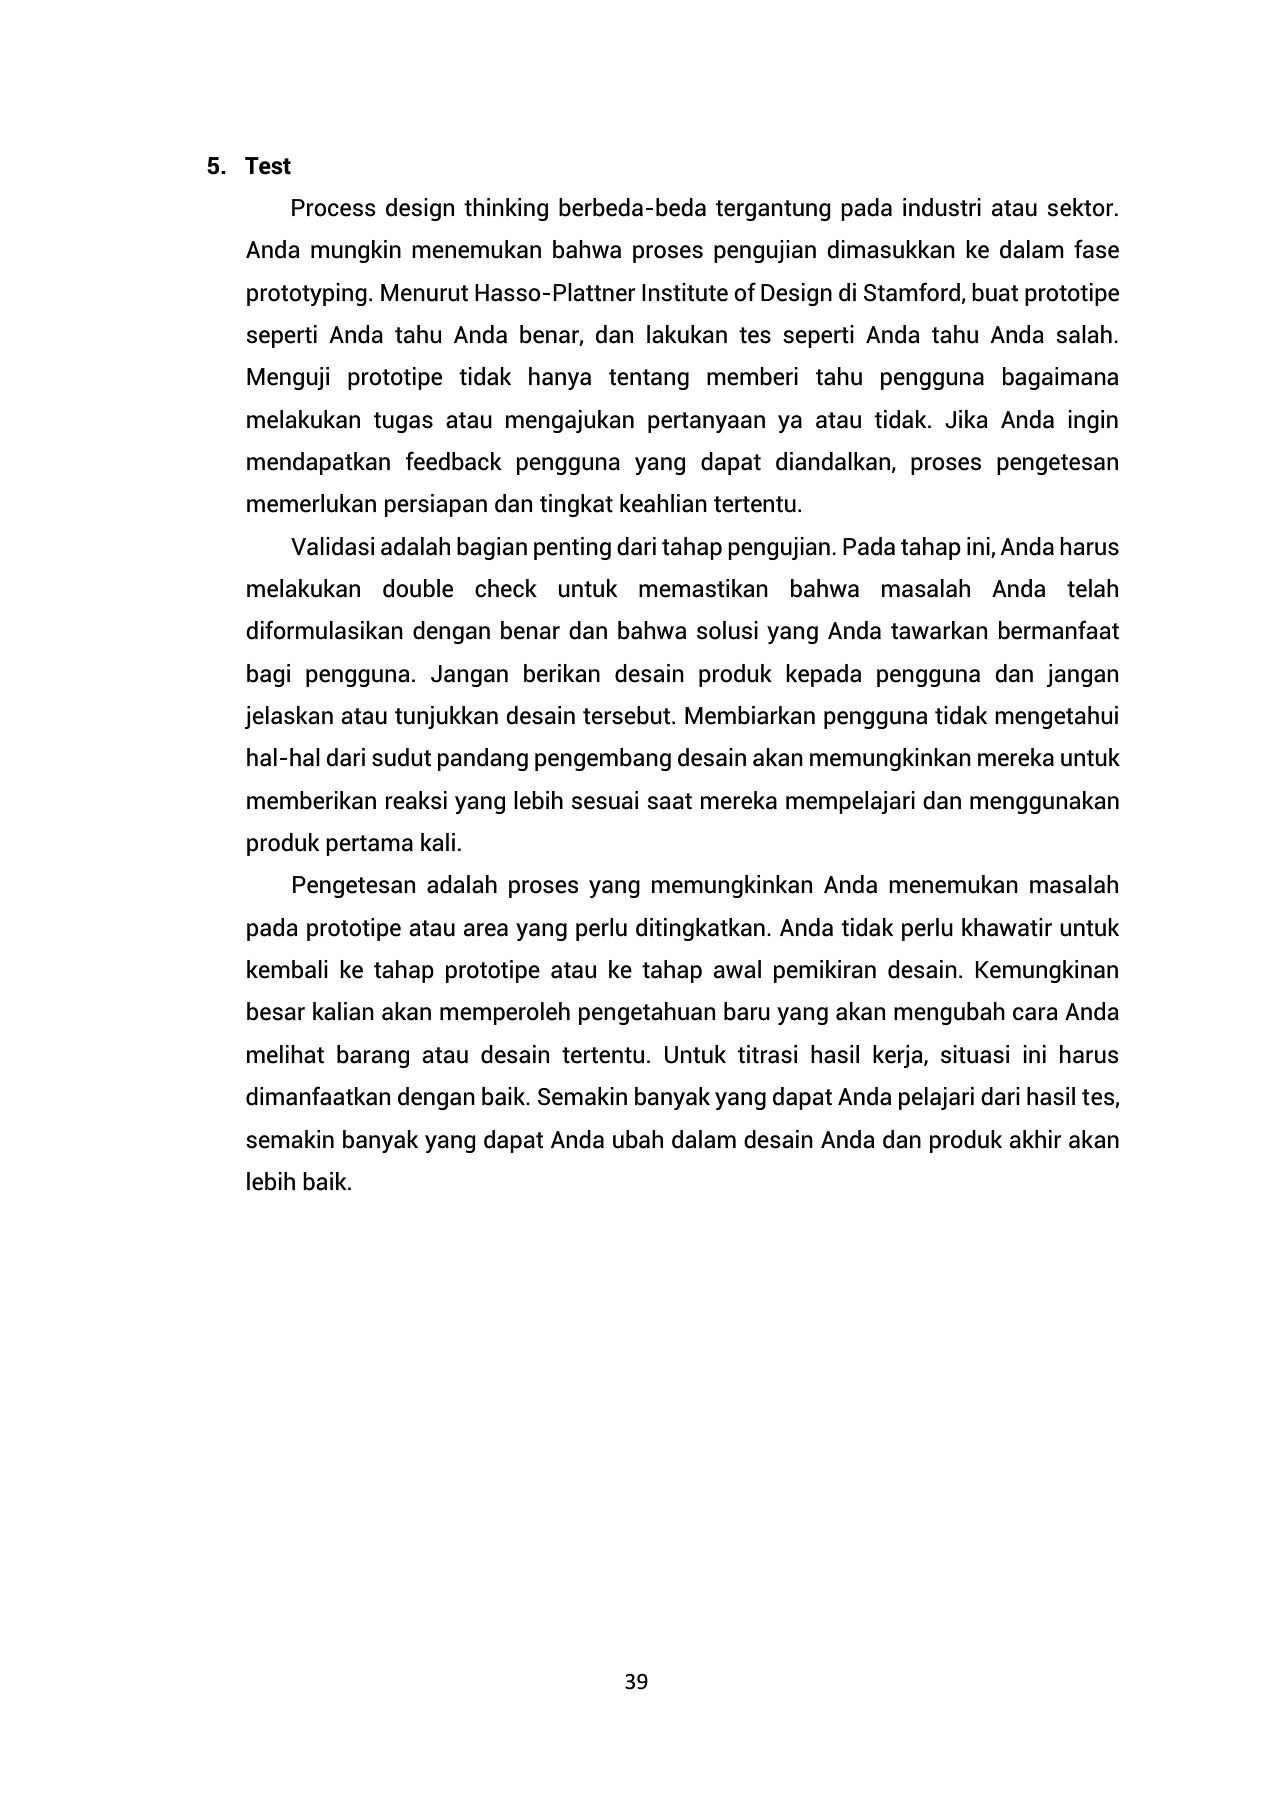 5. Test
Process design thinking berbeda-beda tergantung pada industri atau sektor.
Anda mungkin menemukan bahwa proses pengujian dimasukkan ke dalam fase
prototyping. Menurut Hasso-Plattner Institute of Design di Stamford, buat prototipe
seperti Anda tahu Anda benar, dan lakukan tes seperti Anda tahu Anda salah.
Menguji prototipe tidak hanya tentang memberi tahu pengguna bagaimana
melakukan tugas atau mengajukan pertanyaan ya atau tidak. Jika Anda ingin
mendapatkan feedback pengguna yang dapat diandalkan, proses pengetesan
memerlukan persiapan dan tingkat keahlian tertentu.
Validasi adalah bagian penting dari tahap pengujian. Pada tahap ini, Anda harus
melakukan double check untuk memastikan bahwa masalah Anda telah
diformulasikan dengan benar dan bahwa solusi yang Anda tawarkan bermanfaat
bagi pengguna. Jangan berikan desain produk kepada pengguna dan jangan
jelaskan atau tunjukkan desain tersebut. Membiarkan pengguna tidak mengetahui
hal-hal dari sudut pandang pengembang desain akan memungkinkan mereka untuk
memberikan reaksi yang lebih sesuai saat mereka mempelajari dan menggunakan
produk pertama kali.
Pengetesan adalah proses yang memungkinkan Anda menemukan masalah
pada prototipe atau area yang perlu ditingkatkan. Anda tidak perlu khawatir untuk
kembali ke tahap prototipe atau ke tahap awal pemikiran desain. Kemungkinan
besar kalian akan memperoleh pengetahuan baru yang akan mengubah cara Anda
melihat barang atau desain tertentu. Untuk titrasi hasil kerja, situasi ini harus
dimanfaatkan dengan baik. Semakin banyak yang dapat Anda pelajari dari hasil tes,
semakin banyak yang dapat Anda ubah dalam desain Anda dan produk akhir akan
lebih baik.
39